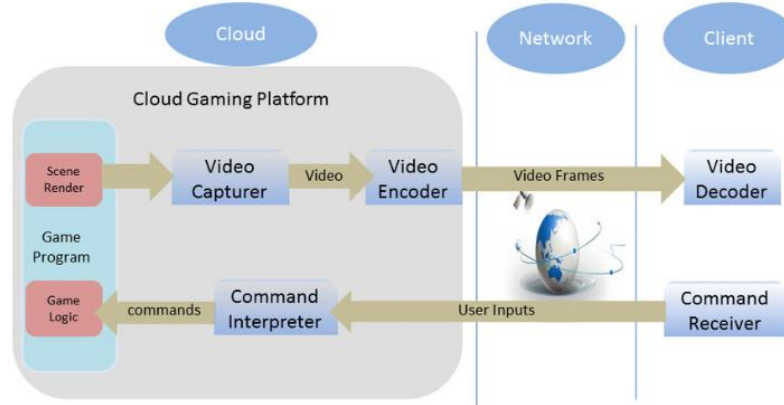 Cloud
Network
Client
Cloud Gaming Platform
Scene
Render
Video
Capturer
Video
Video
Encoder
Video Frames
Video
Decoder
Game
Program
Game
Logic
commands
Command
Interpreter
User Inputs
Command
Receiver